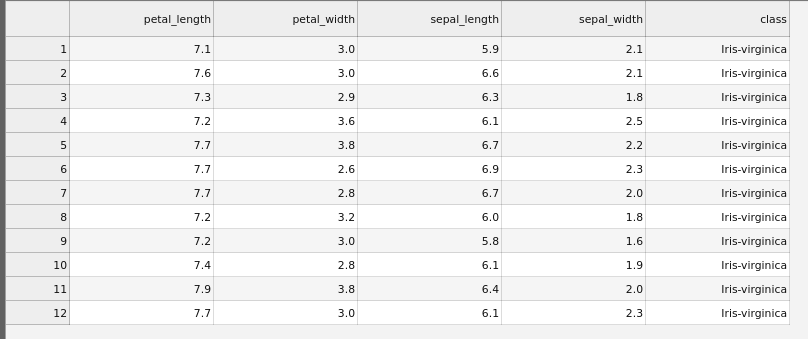 petal_length petal_width sepal_length sepal_width class
1 7.1 3.0 5.9 2.1 Iris-virginica
2 7.6 3.0 6.6 2.1 Iris-virginica
3 7.3 2.9 6.3 1.8 Iris-virginica
4 7.2 3.6 6.1 2.5 Iris-virginica
5 7.7 3.8 6.7 2.2 Iris-virginica
6 7.7 2.6 6.9 2.3 Iris-virginica
7 7.7 2.8 6.7 2.0 Iris-virginica
8 7.2 3.2 6.0 1.8 Iris-virginica
9 7.2 3.0 5.8 1.6 Iris-virginica
10 7.4 2.8 6.1 1.9 Iris-virginica
11 7.9 3.8 6.4 2.0 Iris-virginica
12 7.7 3.0 6.1 2.3 Iris-virginica